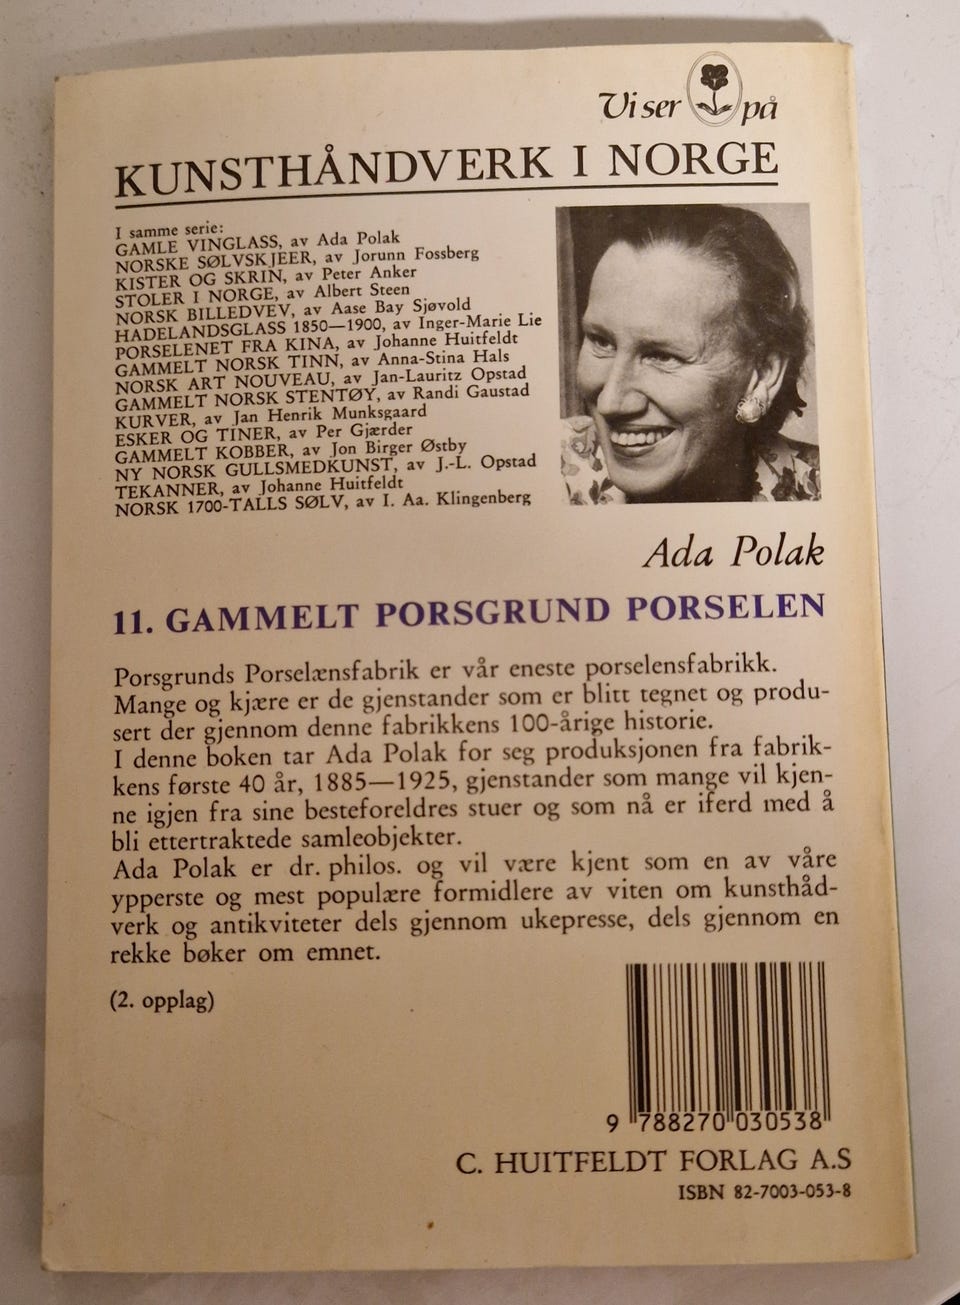 Vi ser på
KUNSTHÅNDVERK I NORGE
I samme serie:
GAMLE VINGLASS, av Ada Polak
NORSKE SØLVSKJEER, av Jorunn Fossberg
KISTER OG SKRIN, av Peter Anker
STOLER I NORGE, av Albert Steen
NORSK BILLEDVEV, av Aase Bay Sjøvold
HADELANDSGLASS 1850—1900, av Inger-Marie Lie
PORSELENET FRA KINA, av Johanne Huitfeldt
GAMMELT NORSK TINN, av Anna-Stina Hals
NORSK ART NOUVEAU, av Jan-Lauritz Opstad
GAMMELT NORSK STENTØY, av Randi Gaustad
KURVER, av Jan Henrik Munksgaard
ESKER OG TINER, av Per Gjærder
GAMMELT KOBBER, av Jon Birger Østby
NY NORSK GULLSMEDKUNST, av J.-L. Opstad
TEKANNER, av Johanne Huitfeldt
NORSK 1700-TALLS SØLV, av I. Aa. Klingenberg
Ada Polak
11. GAMMELT PORSGRUND PORSELEN
Porsgrunds Porselænsfabrik er vår eneste porselensfabrikk.
Mange og kjære er de gjenstander som er blitt tegnet og produ-
sert der gjennom denne fabrikkens 100-årige historie.
I denne boken tar Ada Polak for seg produksjonen fra fabrik-
kens første 40 år, 1885—1925, gjenstander som mange vil kjen-
ne igjen fra sine besteforeldres stuer og som nå er iferd med å
bli ettertraktede samleobjekter.
Ada Polak er dr. philos. og vil være kjent som en av våre
ypperste og mest populære formidlere av viten om kunsthåd-
verk og antikviteter dels gjennom ukepresse, dels gjennom en
rekke bøker om emnet.
(2. opplag)
9 788270 030538
C. HUITFELDT FORLAG A.S
ISBN 82-7003-053-8